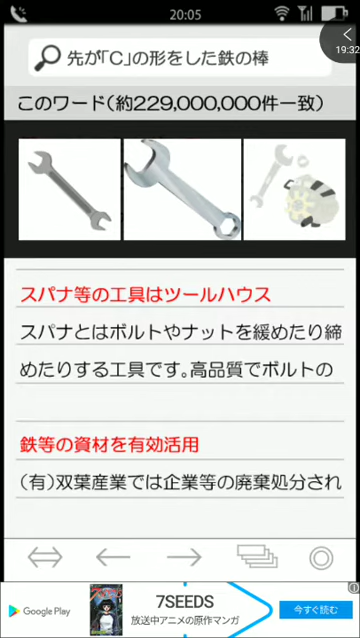 20:05
19:32
先が「C」の形をした鉄の棒
このワード(約229,000,000件一致)
スパナ等の工具はツールハウス
スパナとはボルトやナットを緩めたり締
めたりする工具です。高品質でボルトの
鉄等の資材を有効活用
(有)双葉産業では企業等の廃棄処分され
Google Play
7SEEDS
放送中アニメの原作マンガ
今すぐ読む